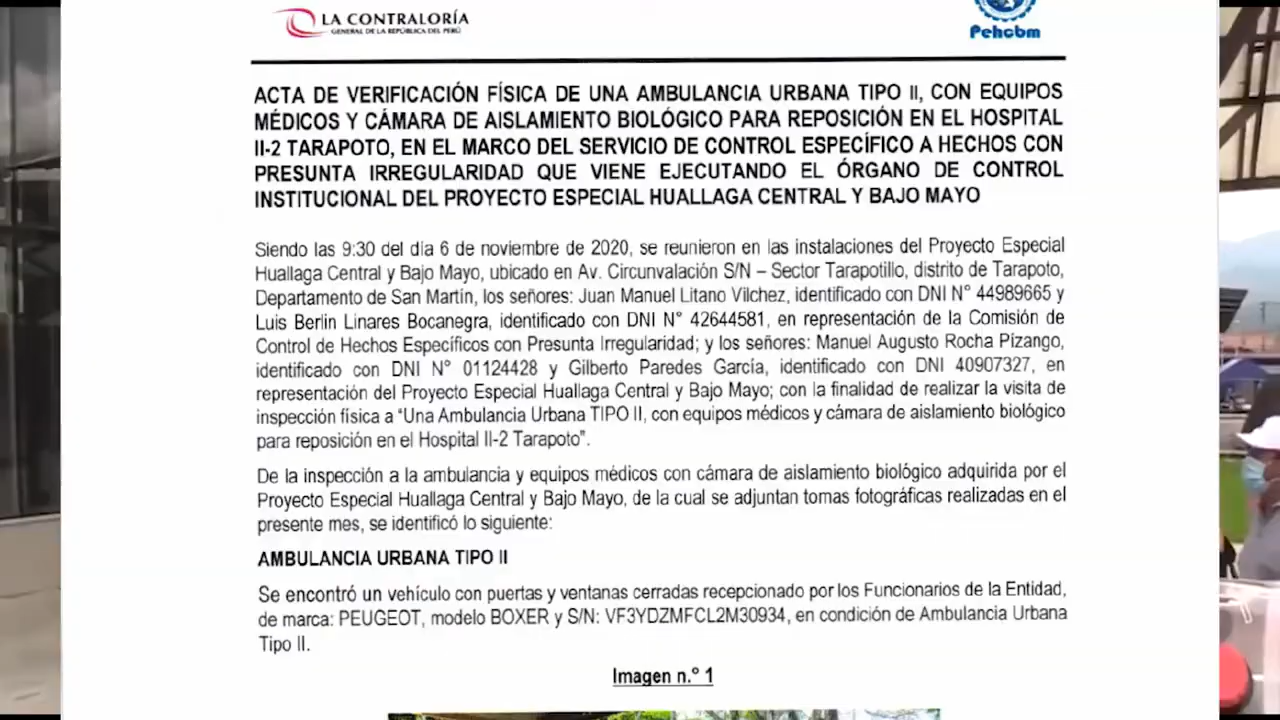 LA CONTRALORÍA
GENERAL DE LA REPÚBLICA DEL PERÚ
Pehcbm
ACTA DE VERIFICACIÓN FÍSICA DE UNA AMBULANCIA URBANA TIPO II, CON EQUIPOS
MÉDICOS Y CÁMARA DE AISLAMIENTO BIOLÓGICO PARA REPOSICIÓN EN EL HOSPITAL
II-2 TARAPOTO, EN EL MARCO DEL SERVICIO DE CONTROL ESPECÍFICO A HECHOS CON
PRESUNTA IRREGULARIDAD QUE VIENE EJECUTANDO EL ÓRGANO DE CONTROL
INSTITUCIONAL DEL PROYECTO ESPECIAL HUALLAGA CENTRAL Y BAJO MAYO
Siendo las 9:30 del día 6 de noviembre de 2020, se reunieron en las instalaciones del Proyecto Especial
Huallaga Central y Bajo Mayo, ubicado en Av. Circunvalación S/N – Sector Tarapotillo, distrito de Tarapoto,
Departamento de San Martín, los señores: Juan Manuel Litano Vilchez, identificado con DNI N° 44989665 y
Luis Berlin Linares Bocanegra, identificado con DNI N° 42644581, en representación de la Comisión de
Control de Hechos Específicos con Presunta Irregularidad; y los señores: Manuel Augusto Rocha Pízango,
identificado con DNI N° 01124428 y Gilberto Paredes García, identificado con DNI 40907327, en
representación del Proyecto Especial Huallaga Central y Bajo Mayo; con la finalidad de realizar la visita de
inspección física a "Una Ambulancia Urbana TIPO II, con equipos médicos y cámara de aislamiento biológico
para reposición en el Hospital II-2 Tarapoto".
De la inspección a la ambulancia y equipos médicos con cámara de aislamiento biológico adquirida por el
Proyecto Especial Huallaga Central y Bajo Mayo, de la cual se adjuntan tomas fotográficas realizadas en el
presente mes, se identificó lo siguiente:
AMBULANCIA URBANA TIPO II
Se encontró un vehículo con puertas y ventanas cerradas recepcionado por los Funcionarios de la Entidad,
de marca: PEUGEOT, modelo BOXER y S/N: VF3YDZMFCL2M30934, en condición de Ambulancia Urbana
Tipo II.
Imagen n.° 1